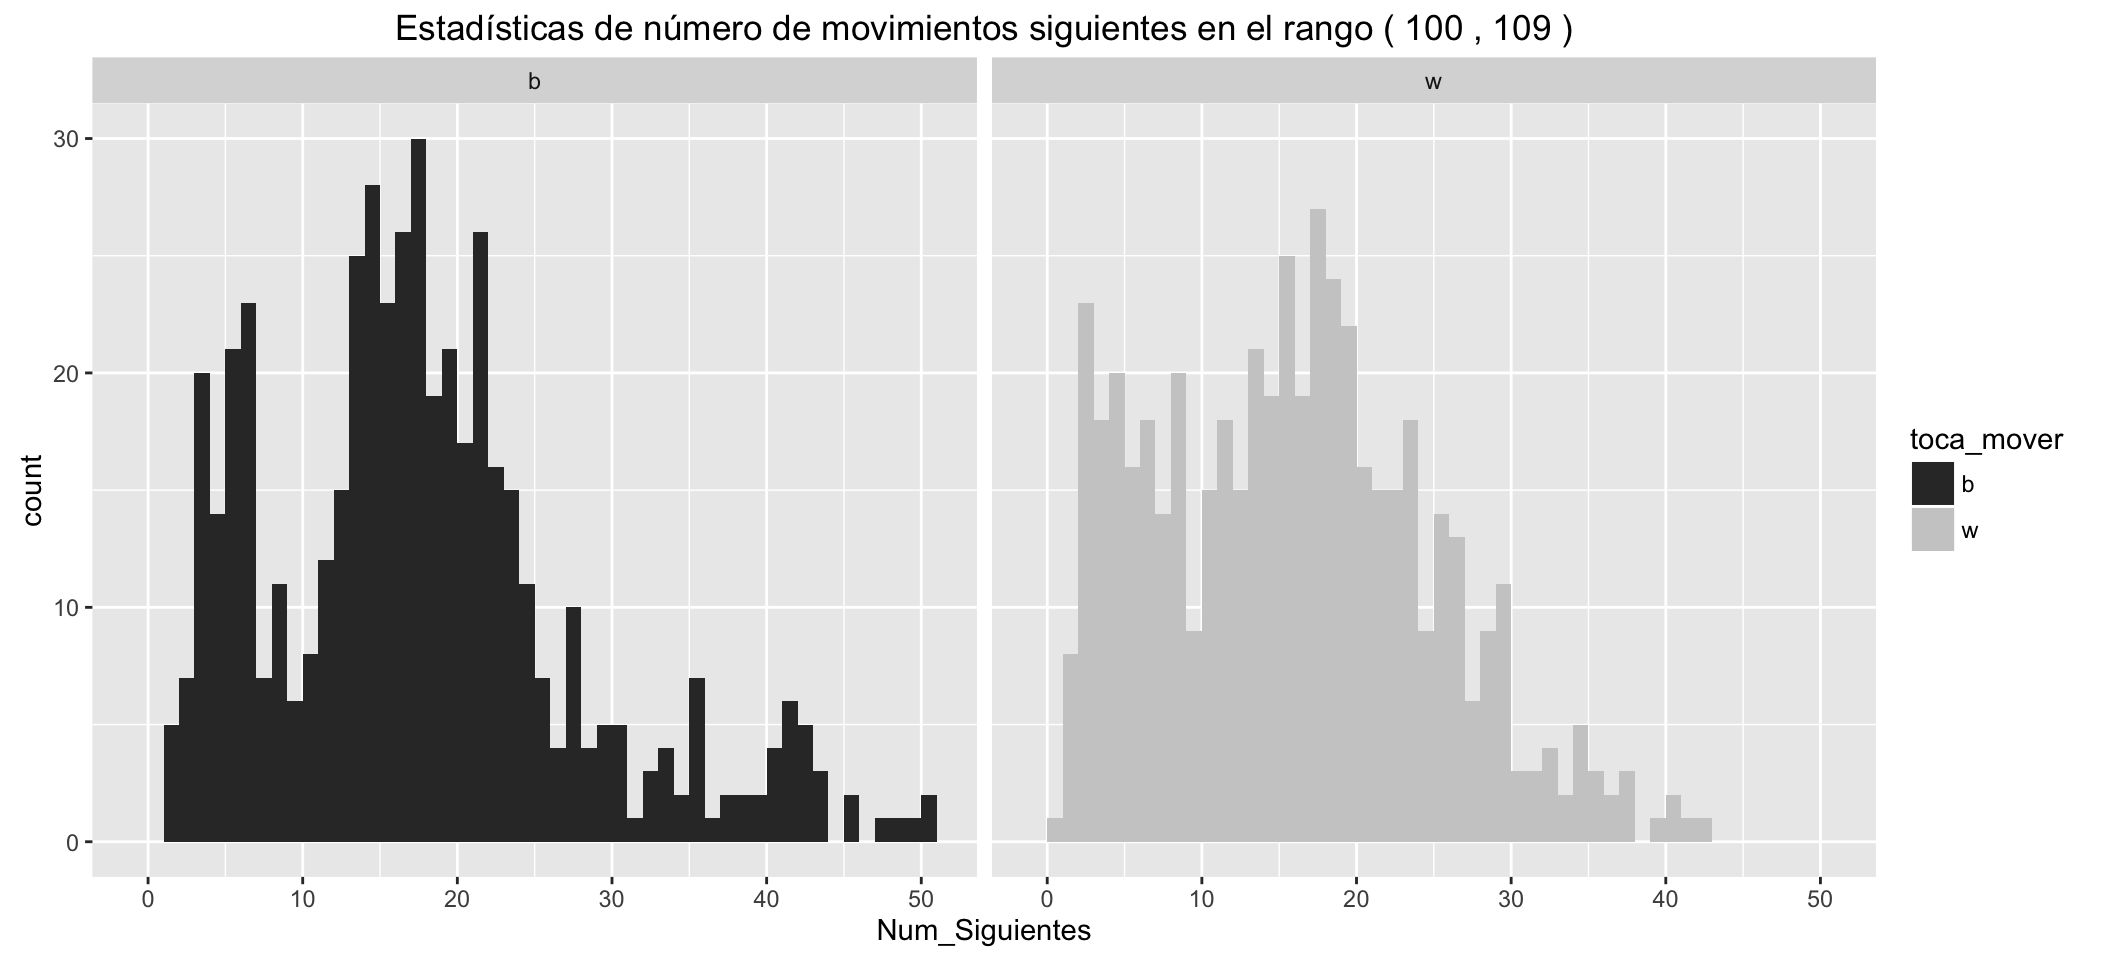 Estadísticas de número de movimientos siguientes en el rango ( 100 , 109 )
b
w
30
20
10
0
count
0 10 20 30 40 50
0 10 20 30 40 50
Num_Siguientes
toca_mover
b
w